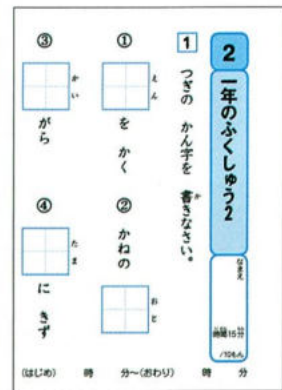 2
一年のふくしゅう2
なまえ
時間15分
/10もん
1 つぎの かん字を 書きなさい。
か
① えん を かく
② かねの おと
③ かい がら
④ たま に きず
(はじめ) 時 分~(おわり) 時 分